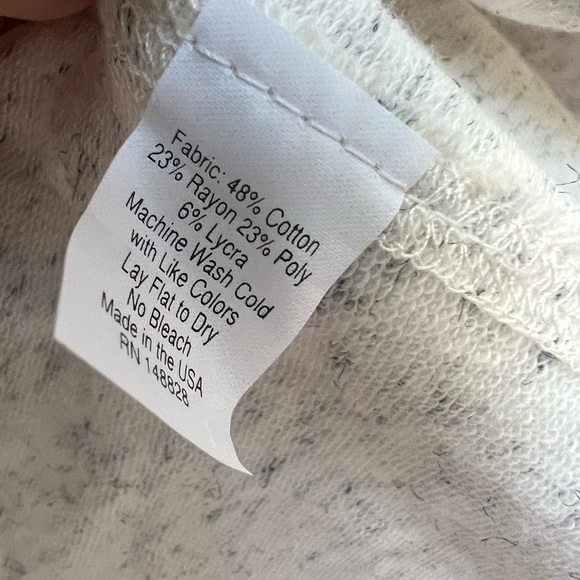 Fabric: 48% Cotton
23% Rayon 23% Poly
6% Lycra
Machine Wash Cold
with Like Colors
Lay Flat to Dry
No Bleach
Made in the USA
RN 148828